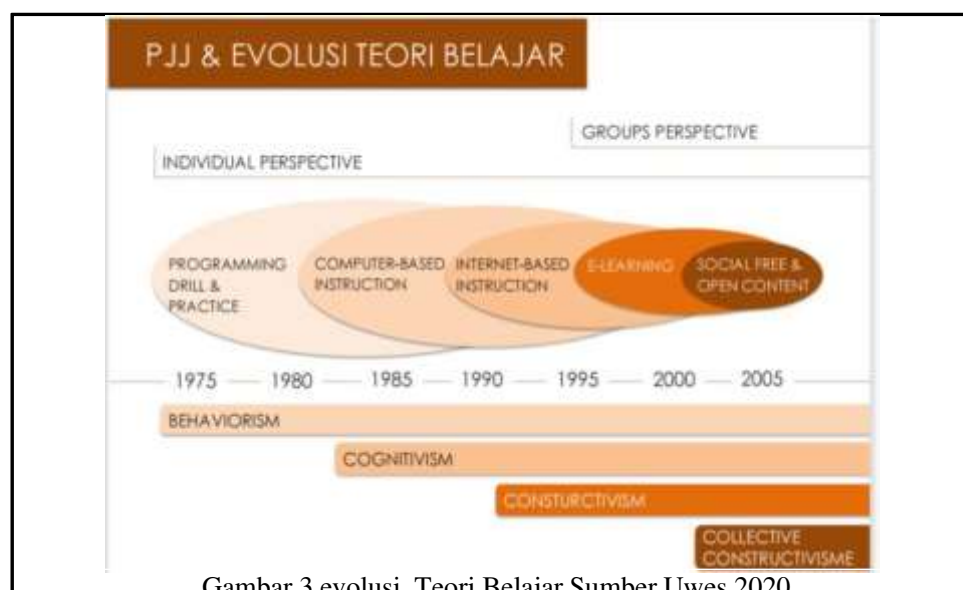 PJJ & EVOLUSI TEORI BELAJAR
GROUPS PERSPECTIVE
INDIVIDUAL PERSPECTIVE
PROGRAMMING
DRILL &
PRACTICE
COMPUTER-BASED
INSTRUCTION
INTERNET-BASED
INSTRUCTION
E-LEARNING
SOCIAL FREE &
OPEN CONTENT
1975 1980 1985 1990 1995 2000 2005
BEHAVIORISM
COGNITIVISM
CONSTURCTIVISM
COLLECTIVE
CONSTRUCTIVISME
Gambar 3 evolusi Teori Belajar Sumber Uwes 2020